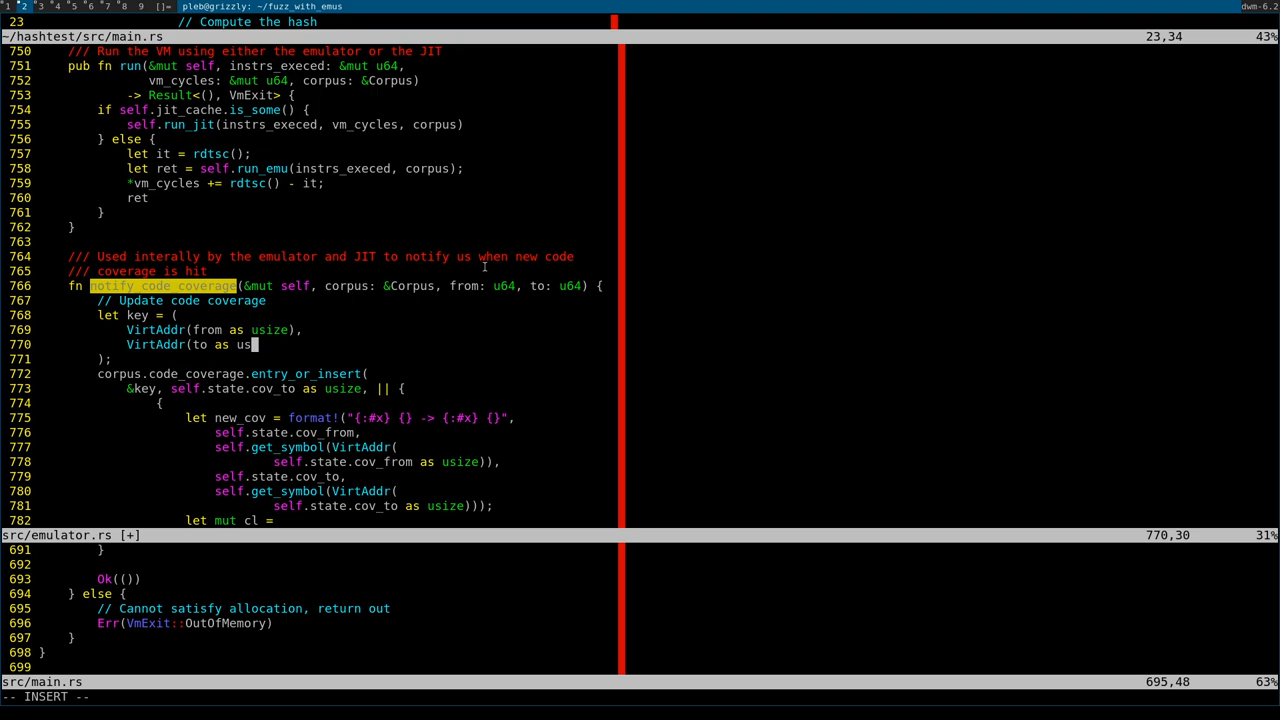 1 2 3 4 5 6 7 8 9 []= pleb@grizzly: ~/fuzz_with_emus dwm-6.2
23 // Compute the hash
~/hashtest/src/main.rs 23,34 43%
750 /// Run the VM using either the emulator or the JIT
751 pub fn run(&mut self, instrs_execed: &mut u64,
752 vm_cycles: &mut u64, corpus: &Corpus)
753 -> Result<(), VmExit> {
754 if self.jit_cache.is_some() {
755 self.run_jit(instrs_execed, vm_cycles, corpus)
756 } else {
757 let it = rdtsc();
758 let ret = self.run_emu(instrs_execed, corpus);
759 *vm_cycles += rdtsc() - it;
760 ret
761 }
762 }
763
764 /// Used interally by the emulator and JIT to notify us when new code
765 /// coverage is hit
766 fn notify_code_coverage(&mut self, corpus: &Corpus, from: u64, to: u64) {
767 // Update code coverage
768 let key = (
769 VirtAddr(from as usize),
770 VirtAddr(to as us
771 );
772 corpus.code_coverage.entry_or_insert(
773 &key, self.state.cov_to as usize, || {
774 {
775 let new_cov = format!("{:#x} {} -> {:#x} {}",
776 self.state.cov_from,
777 self.get_symbol(VirtAddr(
778 self.state.cov_from as usize)),
779 self.state.cov_to,
780 self.get_symbol(VirtAddr(
781 self.state.cov_to as usize)));
782 let mut cl =
src/emulator.rs [+] 770,30 31%
691 }
692
693 Ok(())
694 } else {
695 // Cannot satisfy allocation, return out
696 Err(VmExit::OutOfMemory)
697 }
698 }
699
src/main.rs 695,48 63%
-- INSERT --